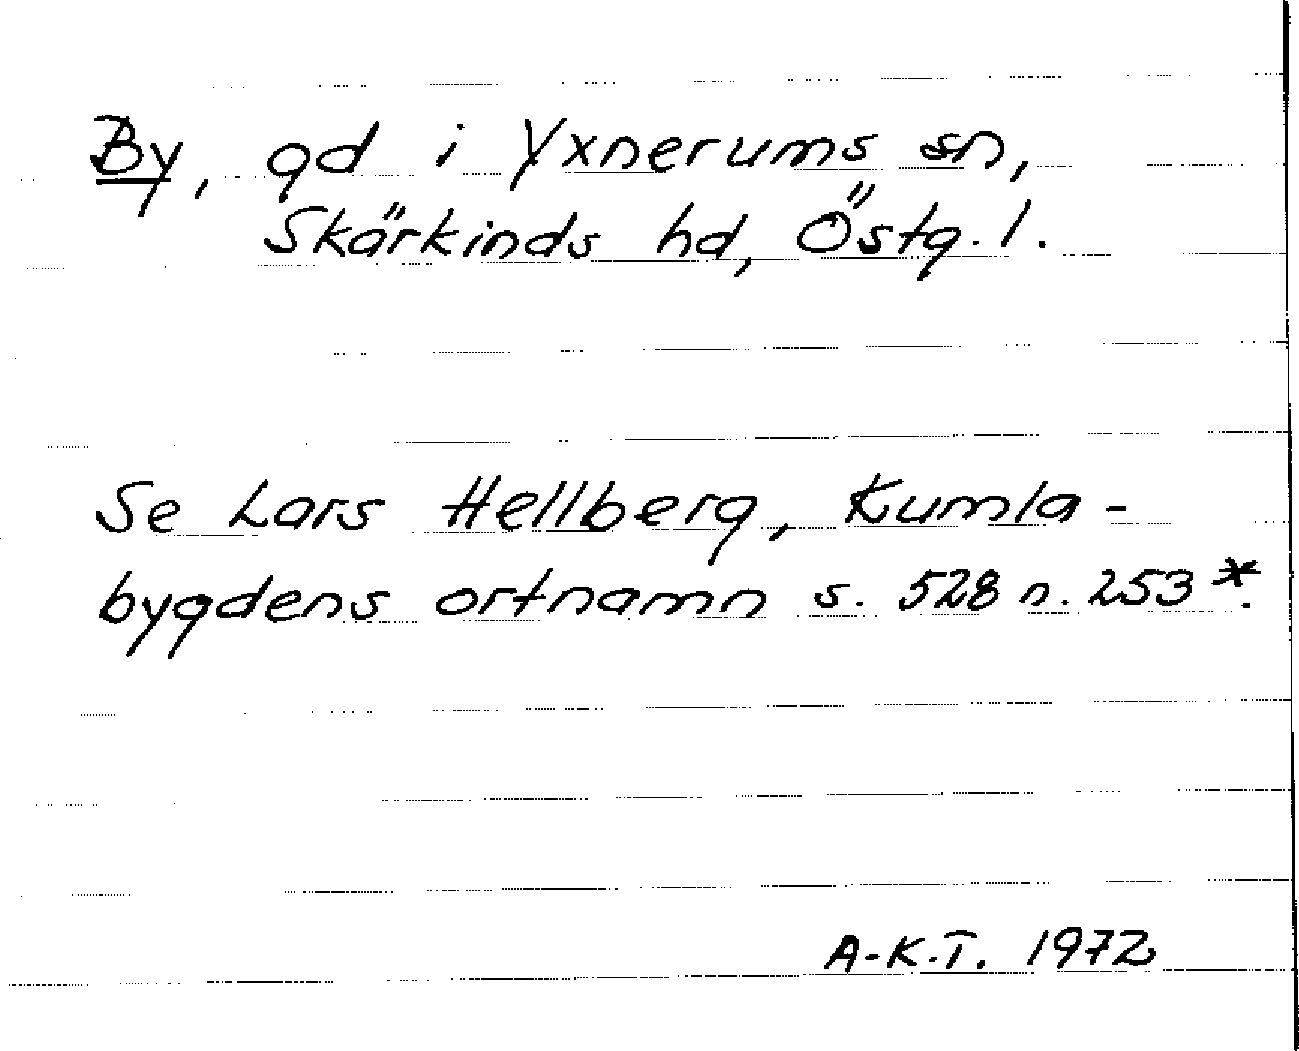 By, gd i Yxnerums sn,
Skärkinds hd, Östg. l.
Se Lars Hellberg, Kumla-
bygdens ortnamn s. 528 n. 253*.
A-K.T. 1972